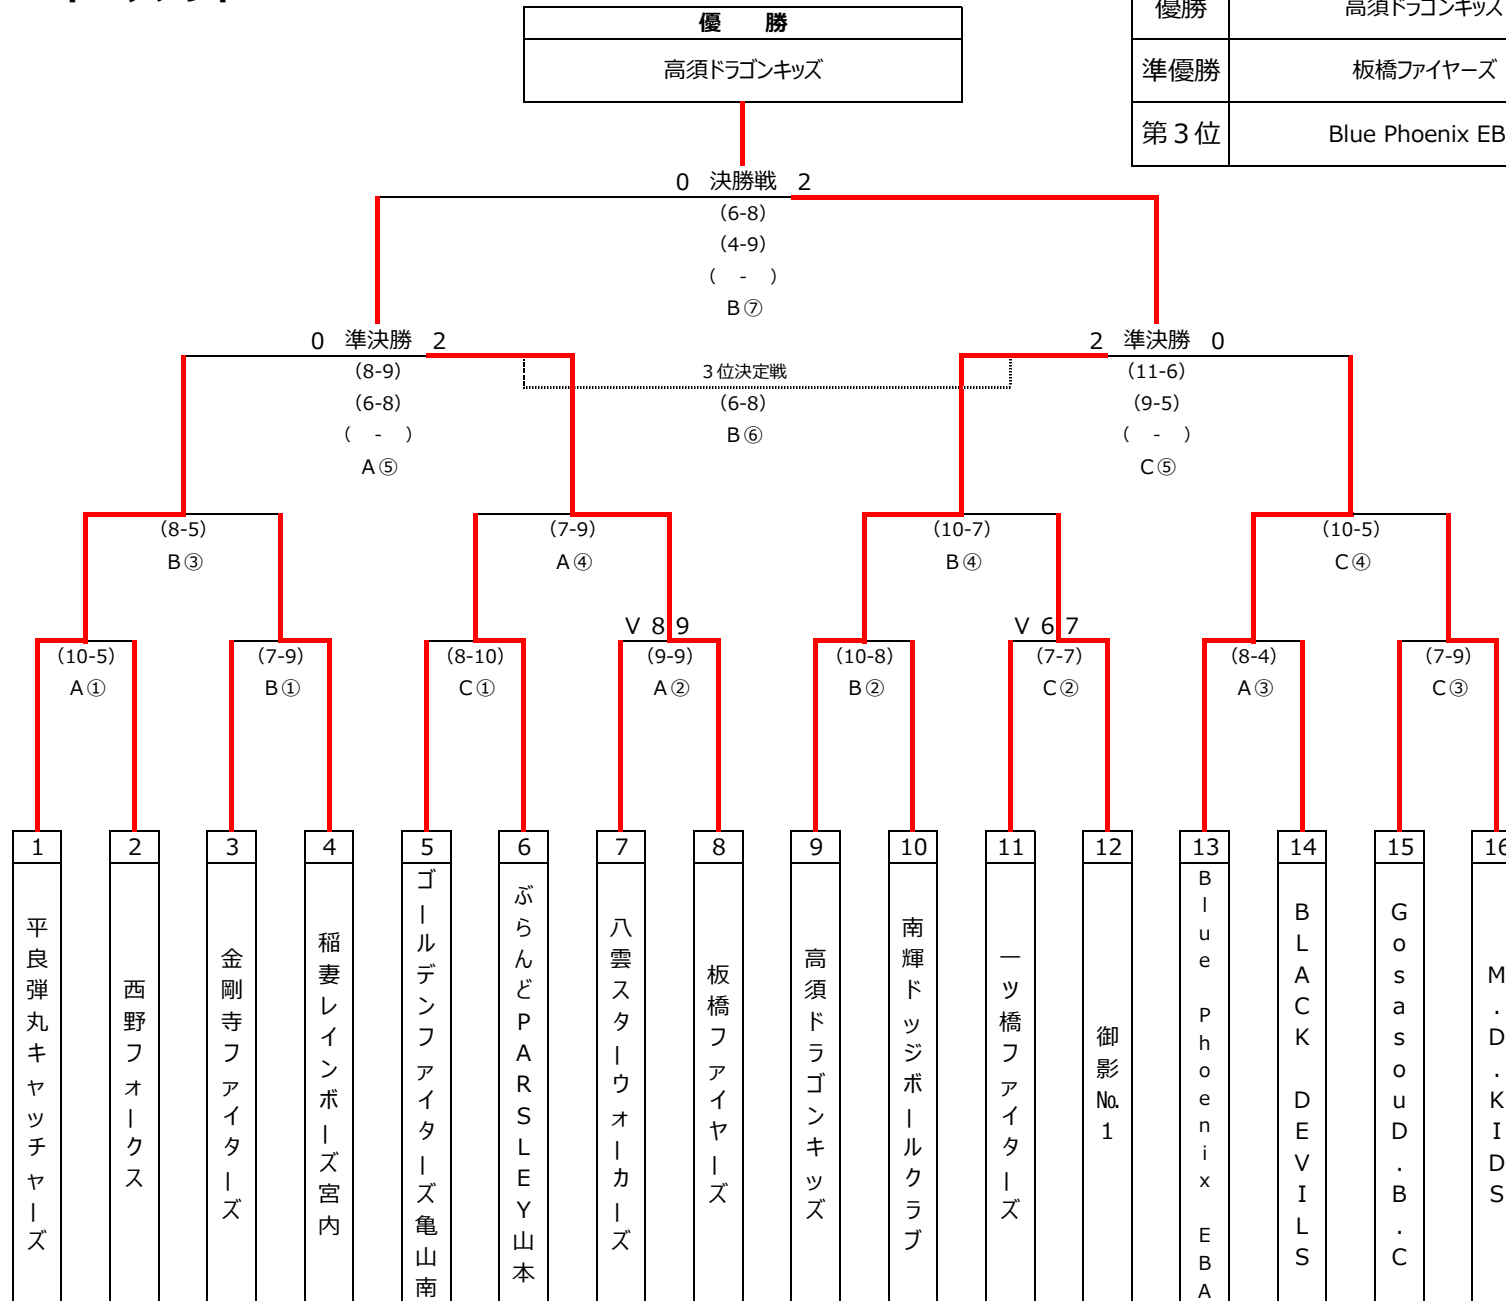 優　勝
高須ドラゴンキッズ
優勝 高須ドラゴンキッズ
準優勝 板橋ファイヤーズ
第３位 Blue Phoenix EB
0 決勝戦 2
(6-8)
(4-9)
( - )
B⑦
0 準決勝 2
(8-9)
(6-8)
( - )
A⑤
３位決定戦
(6-8)
B⑥
2 準決勝 0
(11-6)
(9-5)
( - )
C⑤
(8-5)
B③
(7-9)
A④
(10-7)
B④
(10-5)
C④
(10-5)
A①
(7-9)
B①
(8-10)
C①
V 8 9
(9-9)
A②
(10-8)
B②
V 6 7
(7-7)
C②
(8-4)
A③
(7-9)
C③
1
平良弾丸キャッチャーズ
2
西野フォークス
3
金剛寺ファイターズ
4
稲妻レインボーズ宮内
5
ゴールデンファイターズ亀山南
6
ぶらんどPARSLEY山本
7
八雲スターウォーカーズ
8
板橋ファイヤーズ
9
高須ドラゴンキッズ
10
南輝ドッジボールクラブ
11
一ッ橋ファイターズ
12
御影№1
13
Blue Phoenix EBA
14
BLACK DEVILS
15
GosasouD.B.C
16
M.D.KIDS